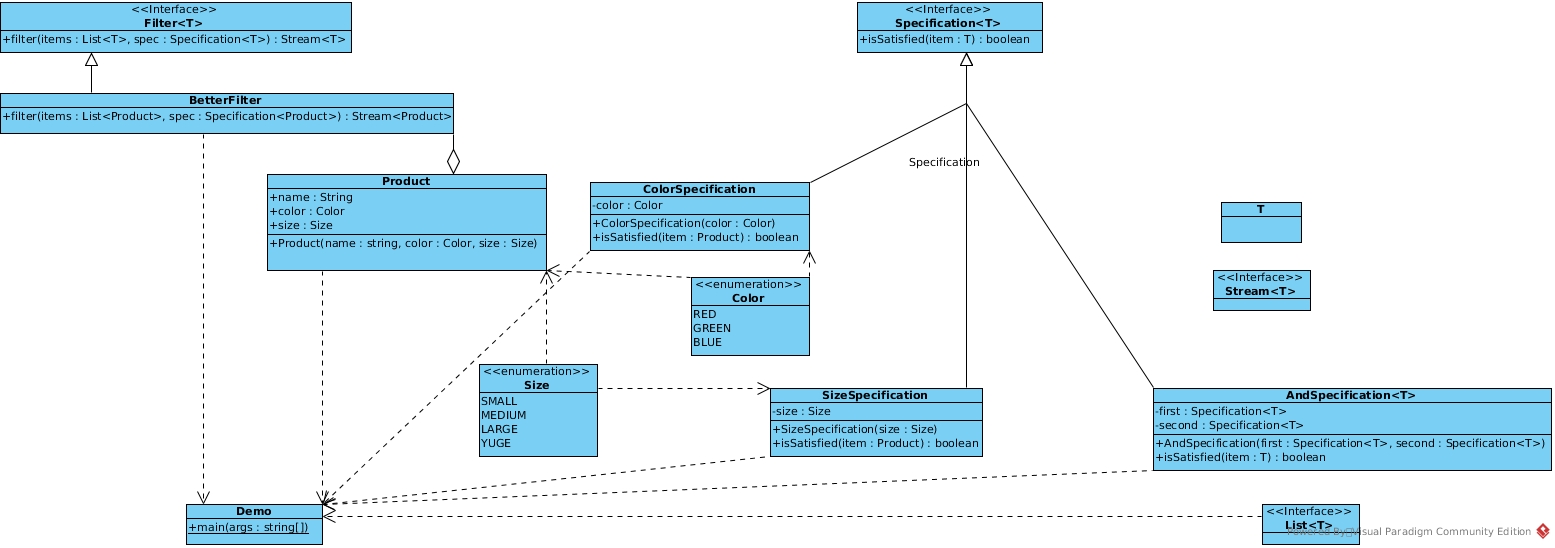 <<Interface>>
Filter<T>
+filter(items : List<T>, spec : Specification<T>) : Stream<T>
<<Interface>>
Specification<T>
+isSatisfied(item : T) : boolean
BetterFilter
+filter(items : List<Product>, spec : Specification<Product>) : Stream<Product>
Specification
Product
+name : String
+color : Color
+size : Size
+Product(name : string, color : Color, size : Size)
ColorSpecification
-color : Color
+ColorSpecification(color : Color)
+isSatisfied(item : Product) : boolean
T
<<Interface>>
Stream<T>
<<enumeration>>
Color
RED
GREEN
BLUE
<<enumeration>>
Size
SMALL
MEDIUM
LARGE
YUGE
SizeSpecification
-size : Size
+SizeSpecification(size : Size)
+isSatisfied(item : Product) : boolean
AndSpecification<T>
-first : Specification<T>
-second : Specification<T>
+AndSpecification(first : Specification<T>, second : Specification<T>)
+isSatisfied(item : T) : boolean
Demo
+main(args : string[])
<<Interface>>
List<T>
Powered By Visual Paradigm Community Edition